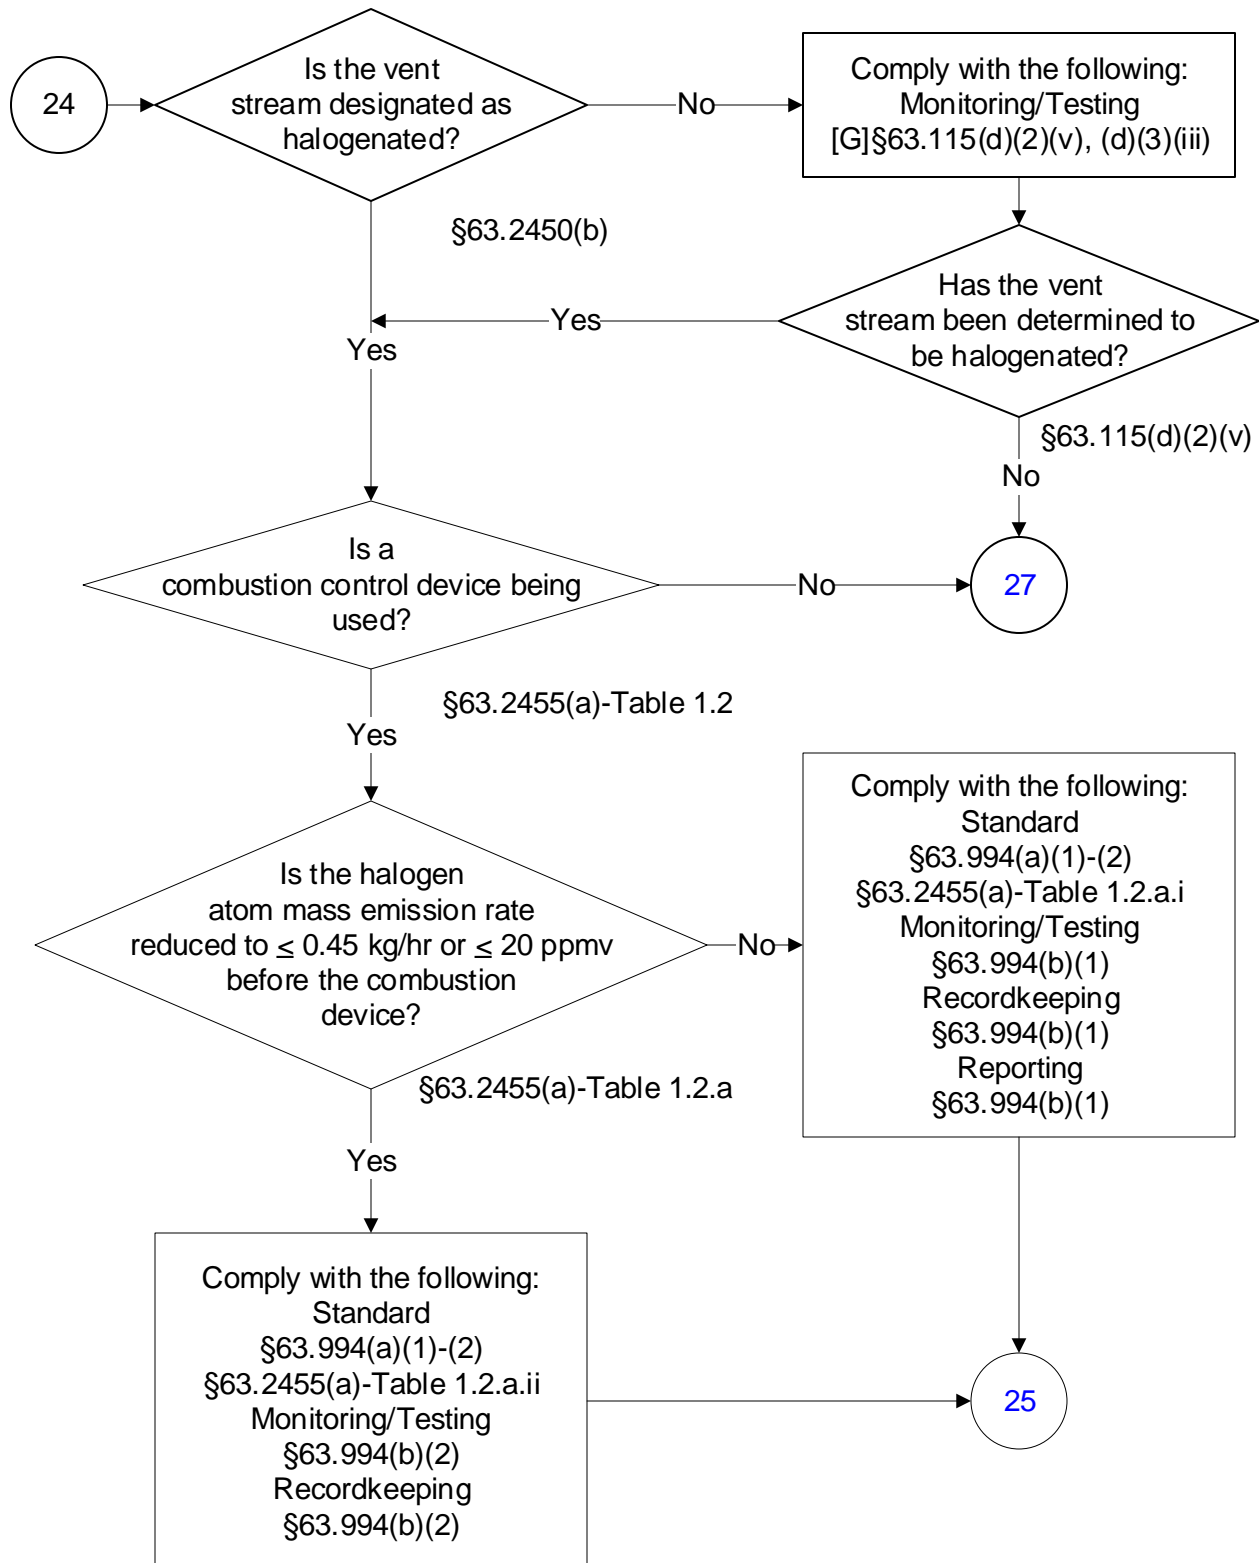 24
Is the vent
stream designated as
halogenated?
No
Comply with the following:
Monitoring/Testing
[G]§63.115(d)(2)(v), (d)(3)(iii)
§63.2450(b)
Has the vent
stream been determined to
be halogenated?
Yes
Yes
§63.115(d)(2)(v)
No
Is a
combustion control device being
used?
No
27
§63.2455(a)-Table 1.2
Yes
Is the halogen
atom mass emission rate
reduced to ≤ 0.45 kg/hr or ≤ 20 ppmv
before the combustion
device?
No
Comply with the following:
Standard
§63.994(a)(1)-(2)
§63.2455(a)-Table 1.2.a.i
Monitoring/Testing
§63.994(b)(1)
Recordkeeping
§63.994(b)(1)
Reporting
§63.994(b)(1)
§63.2455(a)-Table 1.2.a
Yes
Comply with the following:
Standard
§63.994(a)(1)-(2)
§63.2455(a)-Table 1.2.a.ii
Monitoring/Testing
§63.994(b)(2)
Recordkeeping
§63.994(b)(2)
25